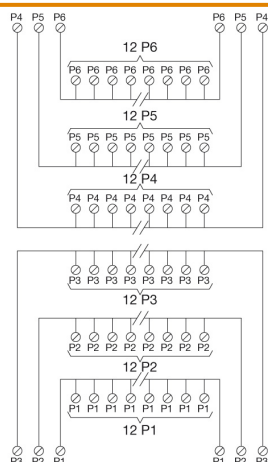 P4 P5 P6 P6 P5 P4
12 P6
P6 P6 P6 P6 P6 P6 P6 P6
12 P5
P5 P5 P5 P5 P5 P5 P5 P5
12 P4
P4 P4 P4 P4 P4 P4 P4 P4
P3 P3 P3 P3 P3 P3 P3 P3
12 P3
P2 P2 P2 P2 P2 P2 P2 P2
12 P2
P1 P1 P1 P1 P1 P1 P1 P1
12 P1
P3 P2 P1 P1 P2 P3